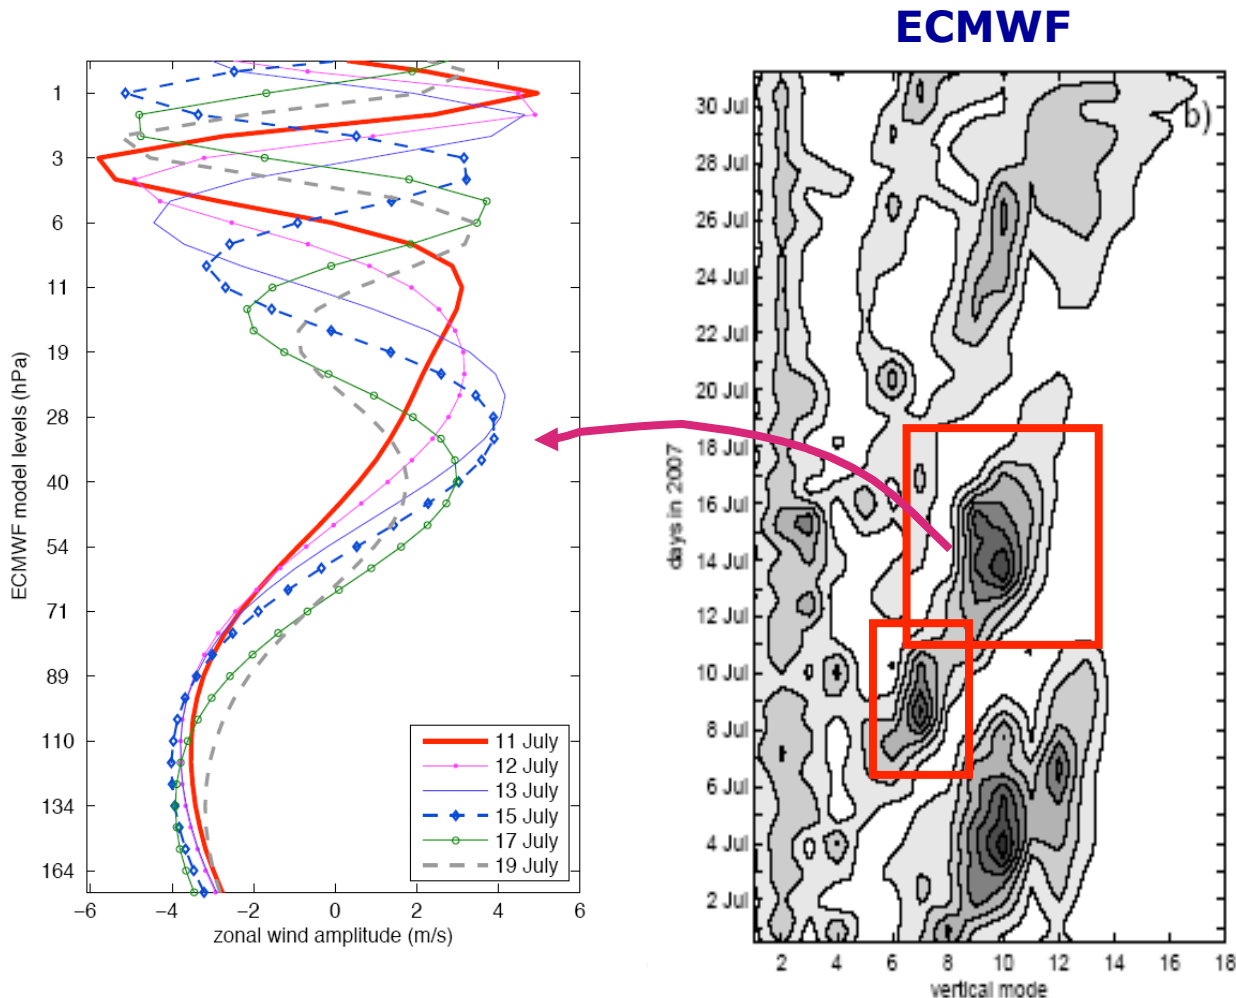 ECMWF
1
3
6
11
19
28
40
54
71
89
110
134
164
ECMWF model levels (hPa)
−6
−4
−2
0
2
4
6
zonal wind amplitude (m/s)
11 July
12 July
13 July
15 July
17 July
19 July
b)
30 Jul
28 Jul
26 Jul
24 Jul
22 Jul
20 Jul
18 Jul
16 Jul
14 Jul
12 Jul
10 Jul
8 Jul
6 Jul
4 Jul
2 Jul
days in 2007
2
4
6
8
10
12
14
16
18
vertical mode